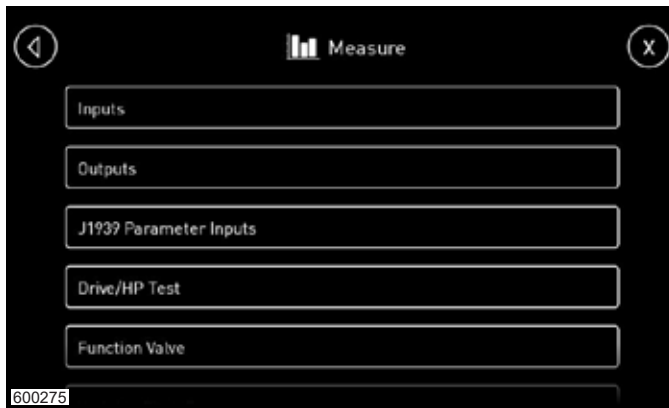 Measure
X
Inputs
Outputs
J1939 Parameter Inputs
Drive/HP Test
Function Valve
600275